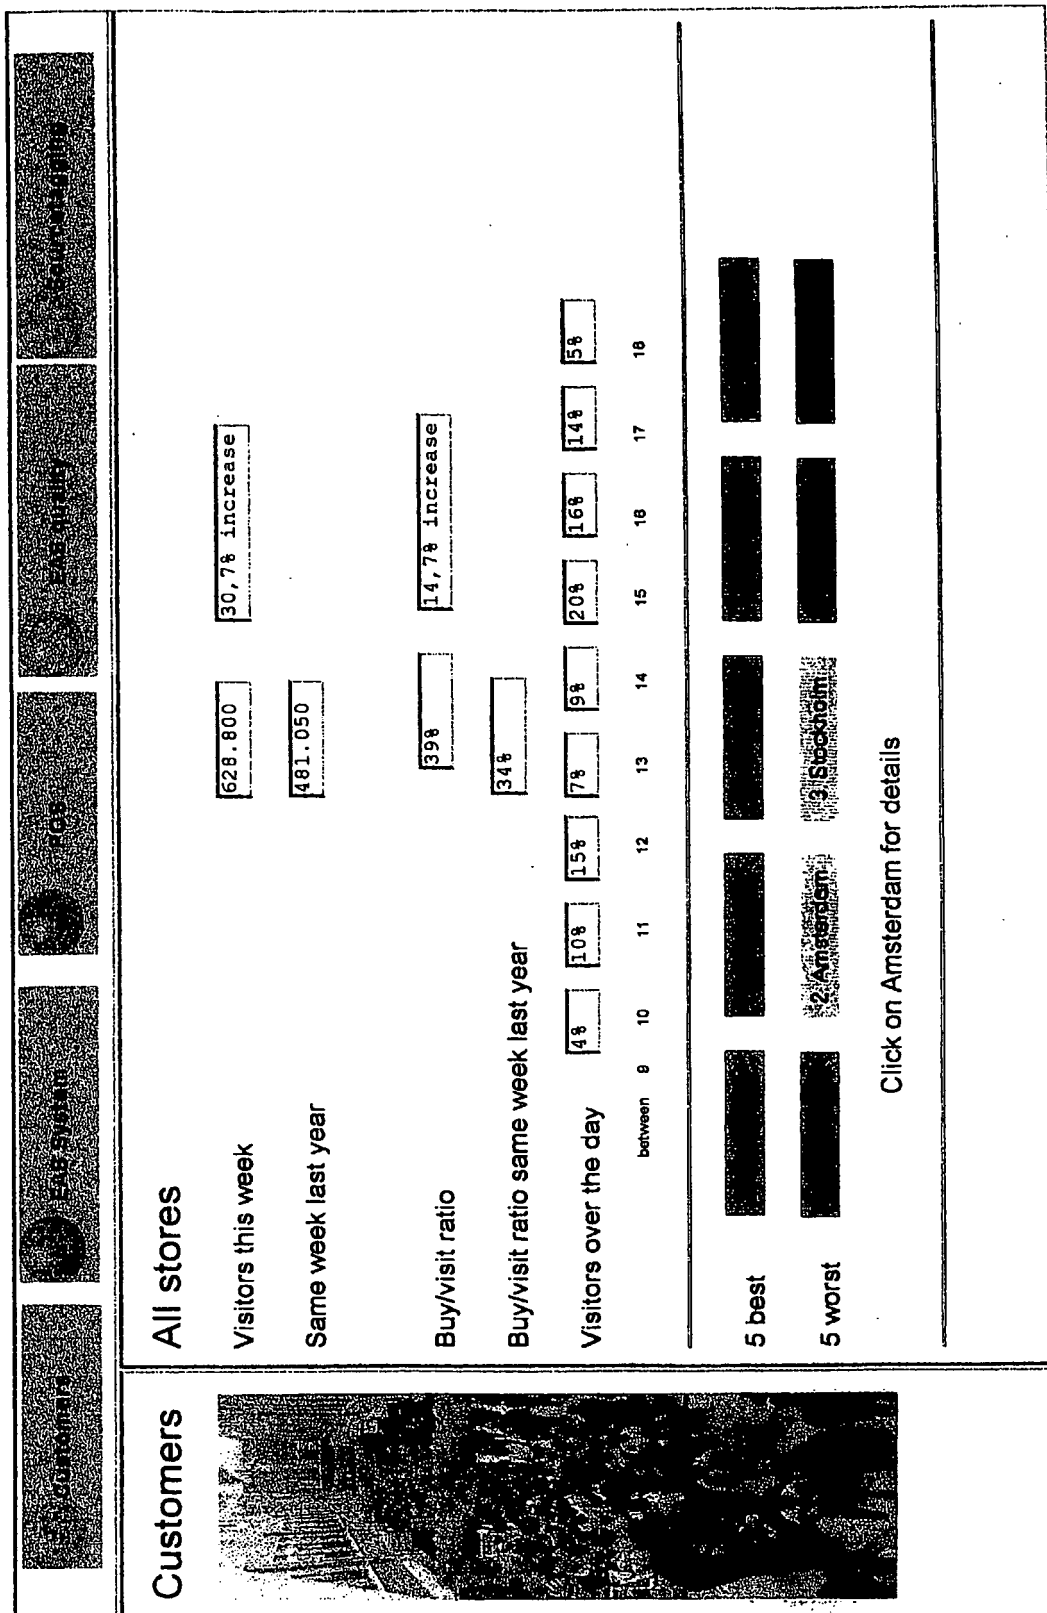 Customers EAS System POS EAS quality Sourcetagging
Customers
All stores
Visitors this week 628.800 30,7% increase
Same week last year 481.050
Buy/visit ratio 39% 14,7% increase
Buy/visit ratio same week last year 34%
Visitors over the day 4% 10% 15% 7% 9% 20% 16% 14% 5%
between 9 10 11 12 13 14 15 16 17 18
5 best
5 worst 2. Amsterdam 3. Stockholm
Click on Amsterdam for details